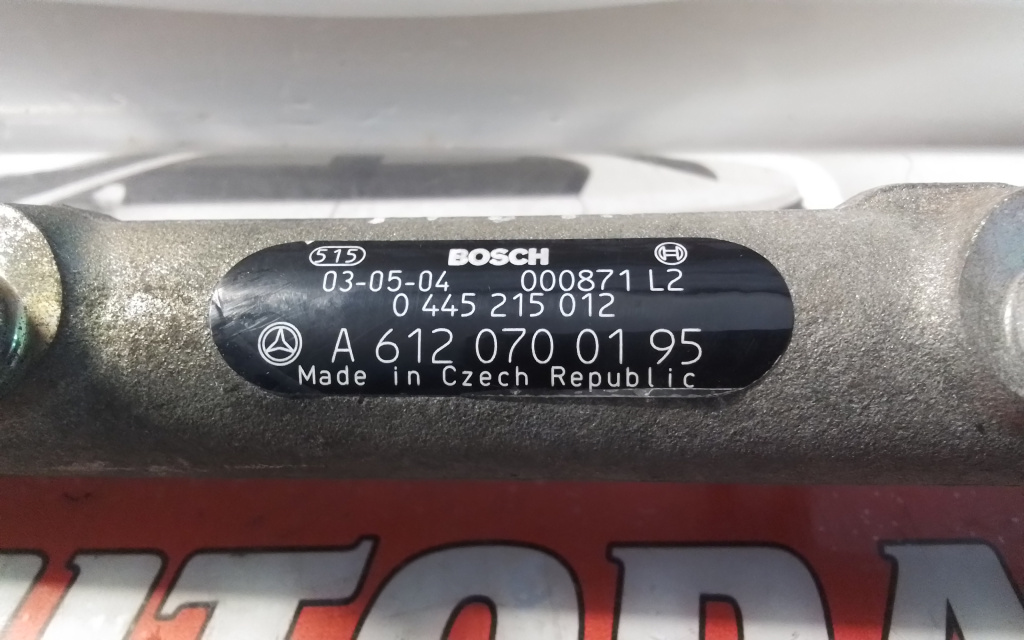 515 BOSCH
03-05-04 000871 L2
0 445 215 012
A 612 070 01 95
Made in Czech Republic